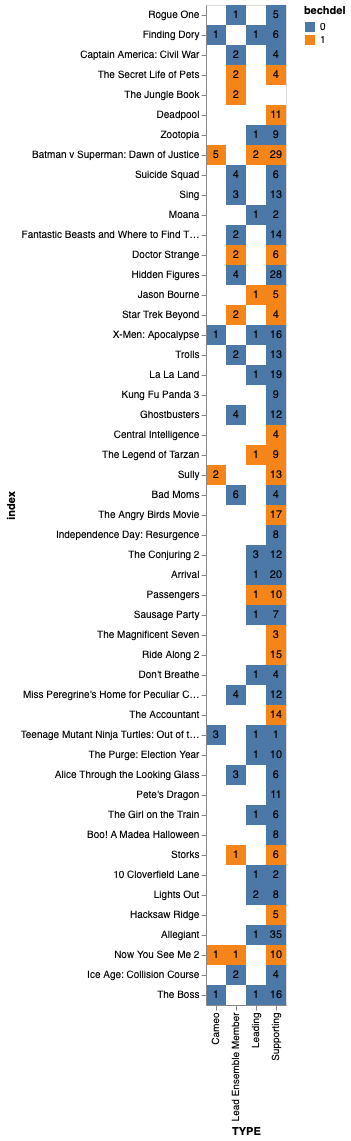 bechdel
0
1
Rogue One 1 5
Finding Dory 1 1 6
Captain America: Civil War 2 4
The Secret Life of Pets 2 4
The Jungle Book 2
Deadpool 11
Zootopia 1 9
Batman v Superman: Dawn of Justice 5 2 29
Suicide Squad 4 6
Sing 3 13
Moana 1 2
Fantastic Beasts and Where to Find T… 2 14
Doctor Strange 2 6
Hidden Figures 4 28
Jason Bourne 1 5
Star Trek Beyond 2 4
X-Men: Apocalypse 1 1 16
Trolls 2 13
La La Land 1 19
Kung Fu Panda 3 9
Ghostbusters 4 12
Central Intelligence 4
The Legend of Tarzan 1 9
Sully 2 13
Bad Moms 6 4
The Angry Birds Movie 17
index
Independence Day: Resurgence 8
The Conjuring 2 3 12
Arrival 1 20
Passengers 1 10
Sausage Party 1 7
The Magnificent Seven 3
Ride Along 2 15
Don't Breathe 1 4
Miss Peregrine's Home for Peculiar C… 4 12
The Accountant 14
Teenage Mutant Ninja Turtles: Out of t… 3 1 1
The Purge: Election Year 1 10
Alice Through the Looking Glass 3 6
Pete's Dragon 11
The Girl on the Train 1 6
Boo! A Madea Halloween 8
Storks 1 6
10 Cloverfield Lane 1 2
Lights Out 2 8
Hacksaw Ridge 5
Allegiant 1 35
Now You See Me 2 1 1 10
Ice Age: Collision Course 2 4
The Boss 1 1 16
Cameo
Lead Ensemble Member
Leading
Supporting
TYPE